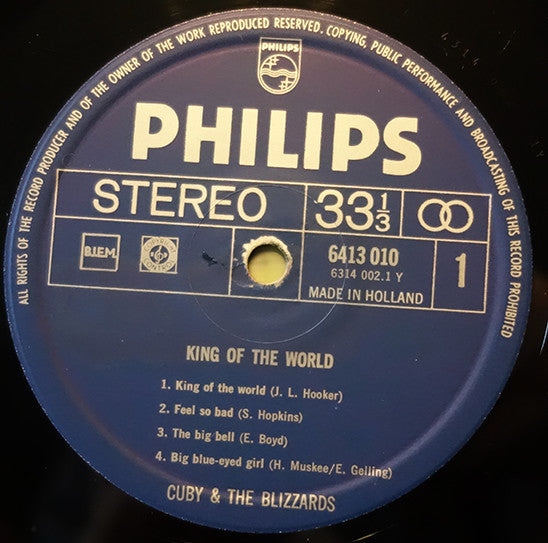 ALL RIGHTS OF THE RECORD PRODUCER AND OF THE OWNER OF THE WORK REPRODUCED RESERVED. COPYING, PUBLIC PERFORMANCE AND BROADCASTING OF THIS RECORD PROHIBITED
PHILIPS
PHILIPS
STEREO 33⅓
B.I.E.M. 6413 010 1
6314 002.1 Y
MADE IN HOLLAND
KING OF THE WORLD
1. King of the world (J. L. Hooker)
2. Feel so bad (S. Hopkins)
3. The big bell (E. Boyd)
4. Big blue-eyed girl (H. Muskee/E. Gelling)
CUBY & THE BLIZZARDS